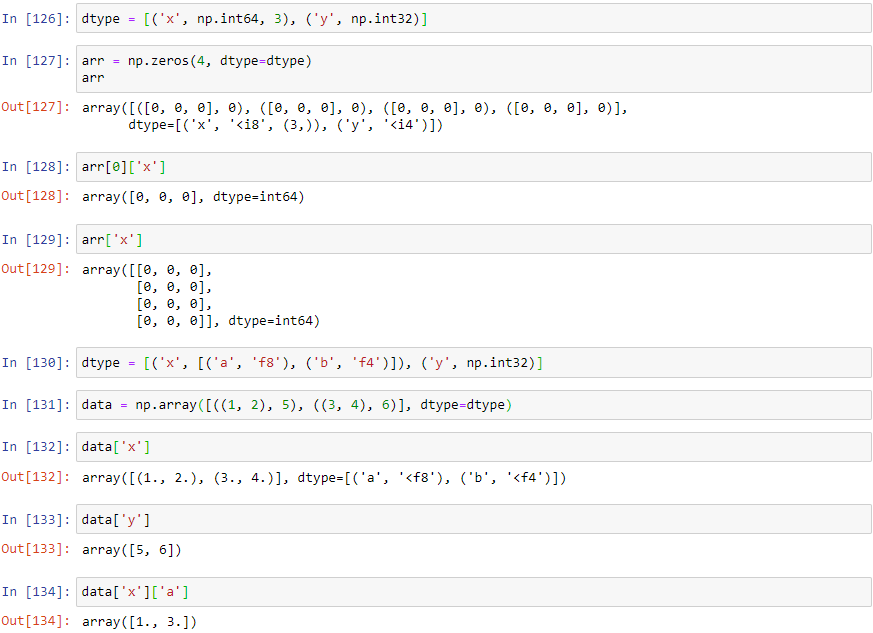 In [126]: dtype = [('x', np.int64, 3), ('y', np.int32)]
In [127]: arr = np.zeros(4, dtype=dtype)
arr
Out[127]: array([([0, 0, 0], 0), ([0, 0, 0], 0), ([0, 0, 0], 0), ([0, 0, 0], 0)],
dtype=[('x', '<i8', (3,)), ('y', '<i4')])
In [128]: arr[0]['x']
Out[128]: array([0, 0, 0], dtype=int64)
In [129]: arr['x']
Out[129]: array([[0, 0, 0],
[0, 0, 0],
[0, 0, 0],
[0, 0, 0]], dtype=int64)
In [130]: dtype = [('x', [('a', 'f8'), ('b', 'f4')]), ('y', np.int32)]
In [131]: data = np.array([((1, 2), 5), ((3, 4), 6)], dtype=dtype)
In [132]: data['x']
Out[132]: array([(1., 2.), (3., 4.)], dtype=[('a', '<f8'), ('b', '<f4')])
In [133]: data['y']
Out[133]: array([5, 6])
In [134]: data['x']['a']
Out[134]: array([1., 3.])